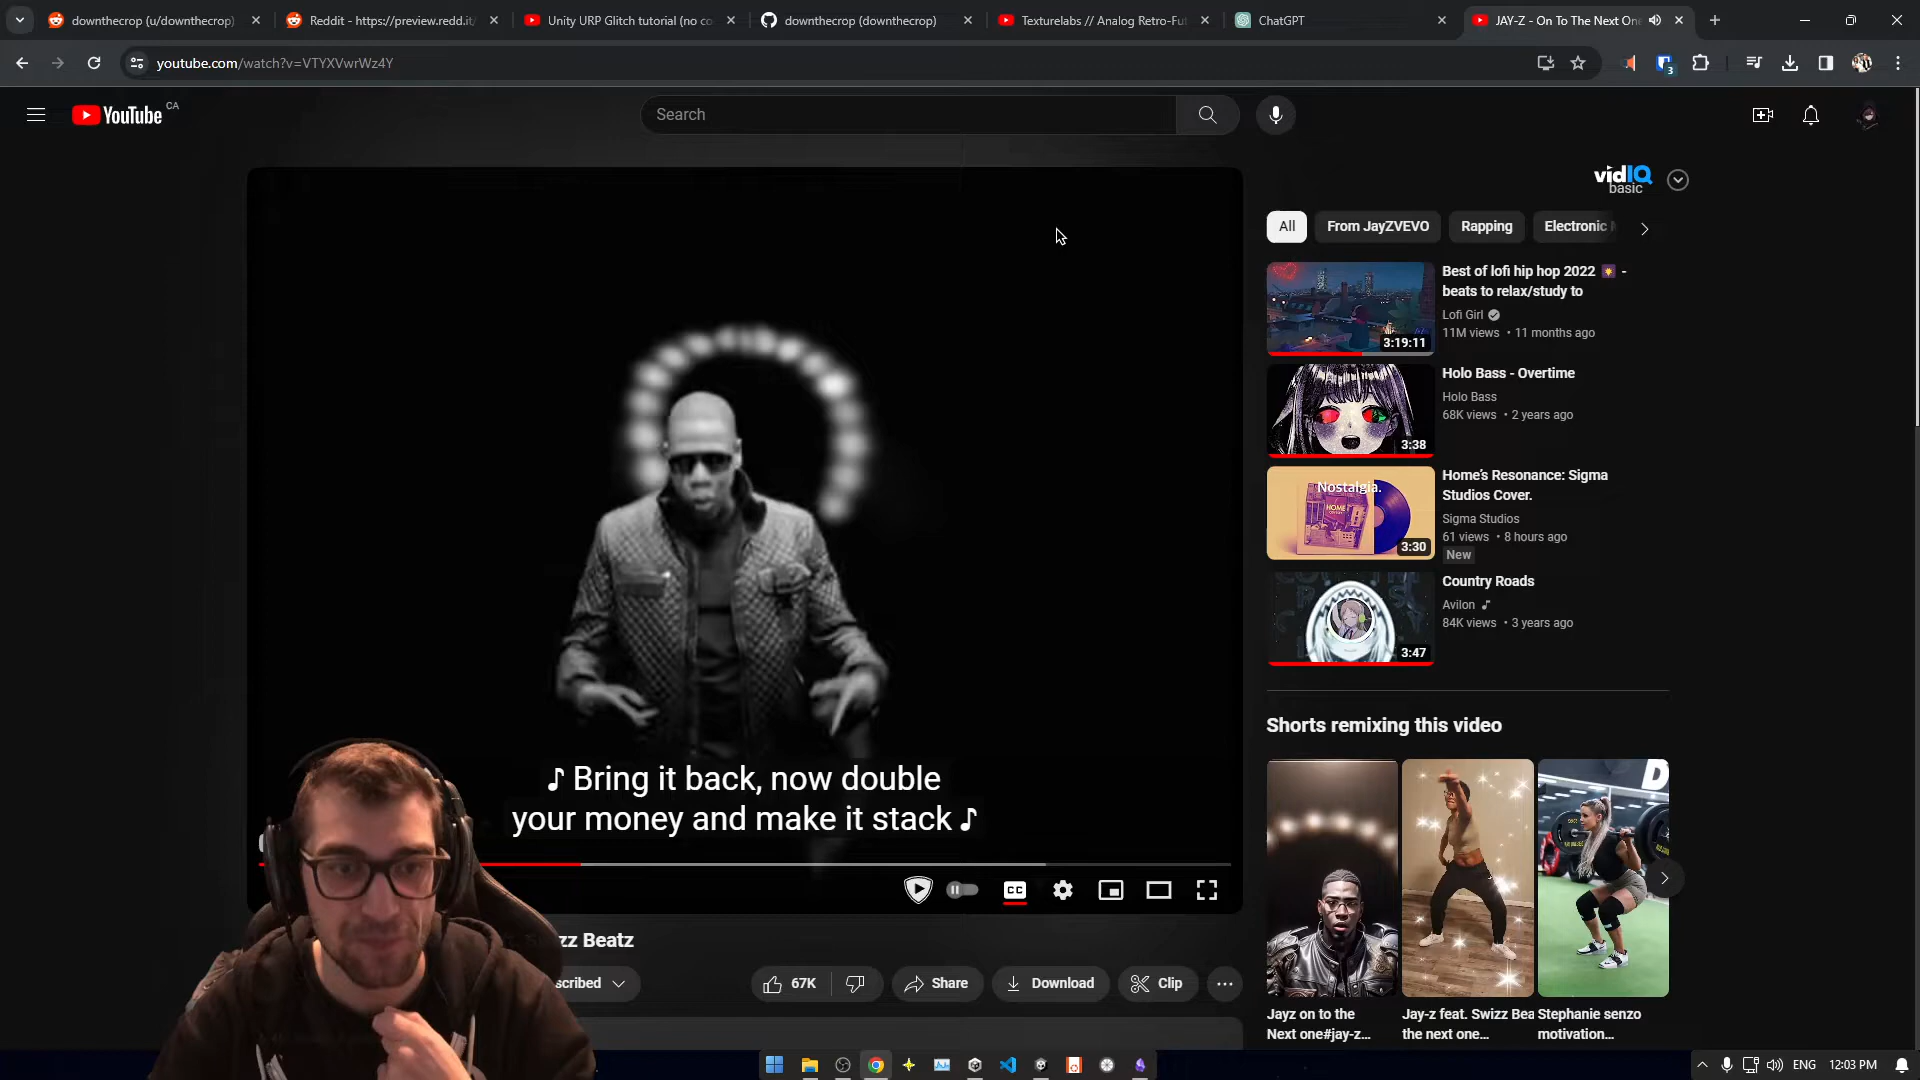 downthecrop (u/downthecrop)
Reddit - https://preview.redd.it/
Unity URP Glitch tutorial (no co
downthecrop (downthecrop)
Texturelabs // Analog Retro-Fut
ChatGPT
JAY-Z - On To The Next One
youtube.com/watch?v=VTYXVwrWz4Y
3
YouTube CA
Search
vidIQ
basic
All
From JayZVEVO
Rapping
Electronic
Best of lofi hip hop 2022 -
beats to relax/study to
Lofi Girl
11M views • 11 months ago
3:19:11
Holo Bass - Overtime
Holo Bass
68K views • 2 years ago
3:38
Home's Resonance: Sigma
Studios Cover.
Sigma Studios
61 views • 8 hours ago
New
Nostalgia.
HOME
3:30
Country Roads
Avilon ♪
84K views • 3 years ago
3:47
♪ Bring it back, now double
your money and make it stack ♪
CC
Shorts remixing this video
zz Beatz
scribed
67K
Share
Download
Clip
Jayz on to the
Next one#jay-z...
Jay-z feat. Swizz Bea
the next one...
Stephanie senzo
motivation...
ENG
12:03 PM